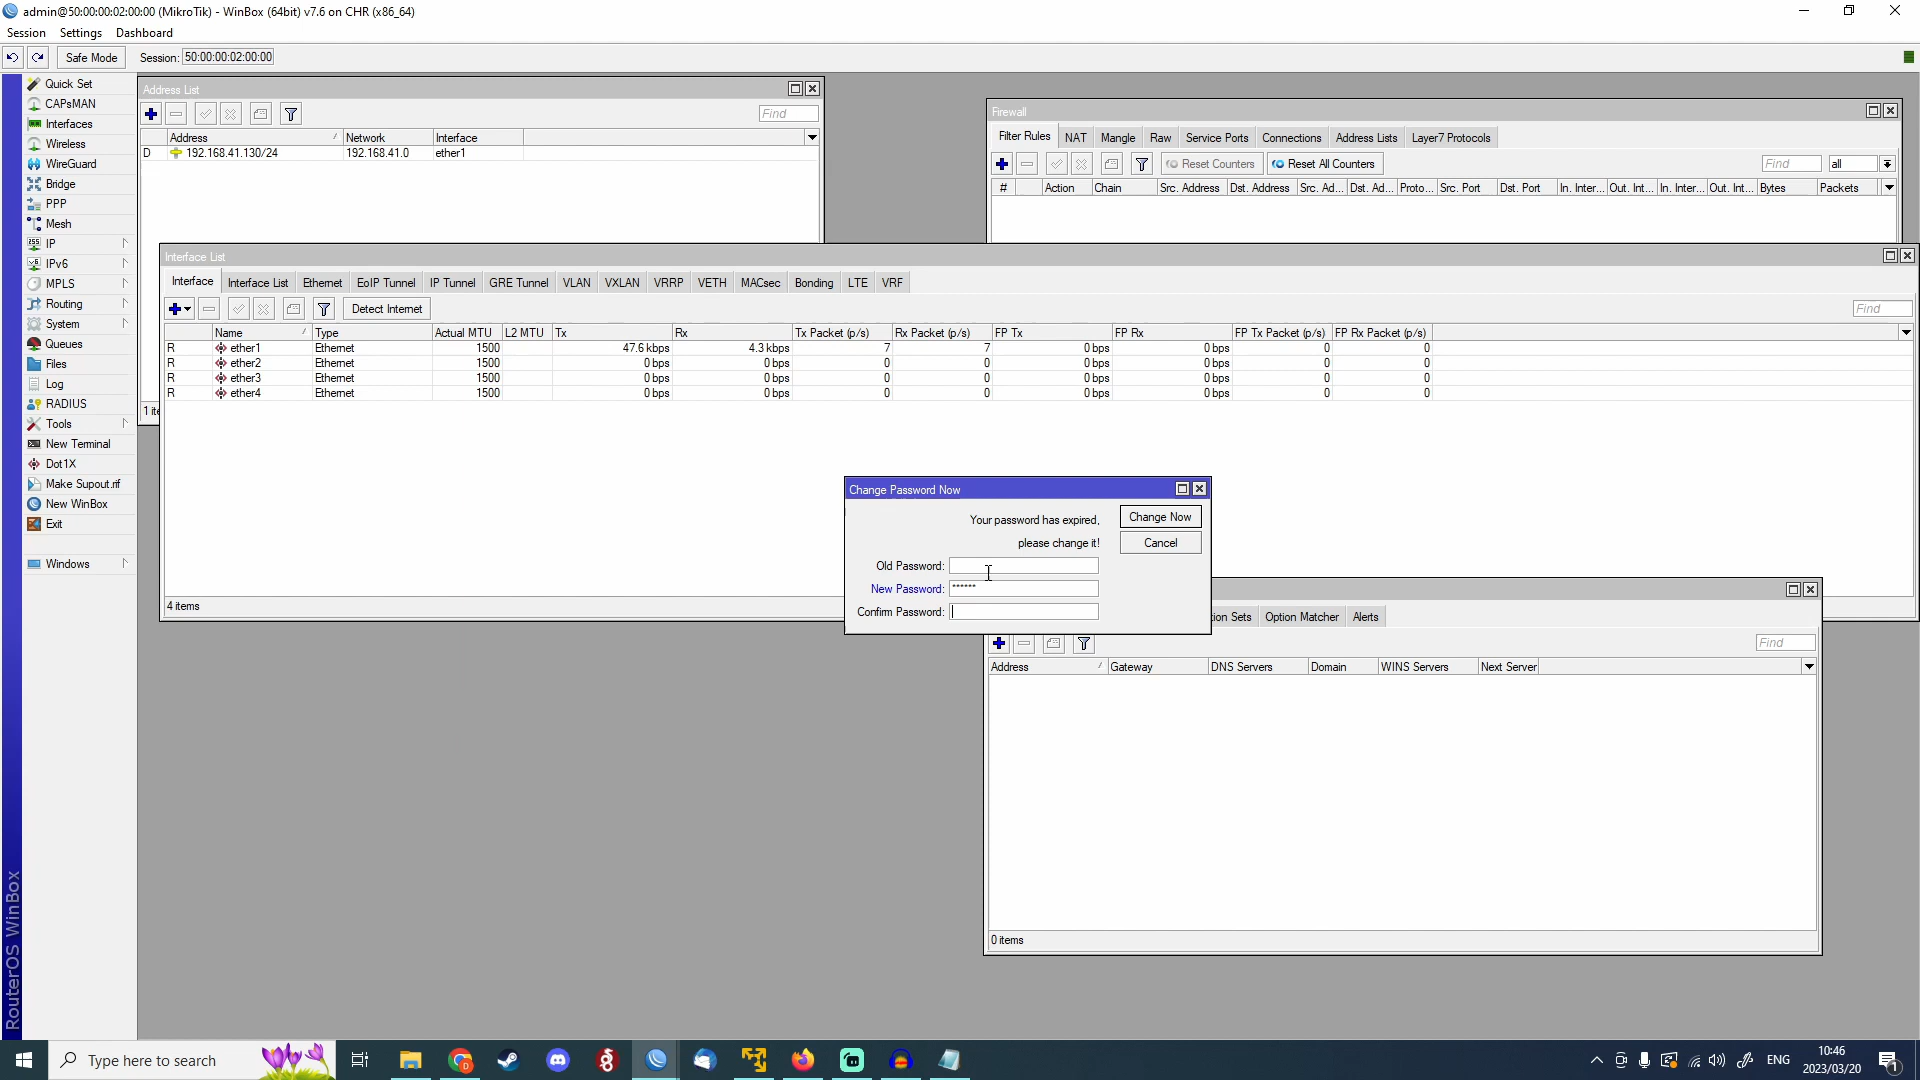 admin@50:00:00:02:00:00 (MikroTik) - WinBox (64bit) v7.6 on CHR (x86_64)
Session Settings Dashboard
Safe Mode Session: 50:00:00:02:00:00
Quick Set
CAPsMAN
Interfaces
Wireless
WireGuard
Bridge
PPP
Mesh
IP
IPv6
MPLS
Routing
System
Queues
Files
Log
RADIUS
Tools
New Terminal
Dot1X
Make Supout.rif
New WinBox
Exit
Windows
RouterOS WinBox
Address List
Find
Address Network Interface
D 192.168.41.130/24 192.168.41.0 ether1
1 ite
Firewall
Filter Rules NAT Mangle Raw Service Ports Connections Address Lists Layer7 Protocols
Reset Counters Reset All Counters Find all
# Action Chain Src. Address Dst. Address Src. Ad... Dst. Ad... Proto... Src. Port Dst. Port In. Inter... Out. Int... In. Inter... Out. Int... Bytes Packets
Interface List
Interface Interface List Ethernet EoIP Tunnel IP Tunnel GRE Tunnel VLAN VXLAN VRRP VETH MACsec Bonding LTE VRF
Detect Internet Find
Name Type Actual MTU L2 MTU Tx Rx Tx Packet (p/s) Rx Packet (p/s) FP Tx FP Rx FP Tx Packet (p/s) FP Rx Packet (p/s)
R ether1 Ethernet 1500 47.6 kbps 4.3 kbps 7 7 0 bps 0 bps 0 0
R ether2 Ethernet 1500 0 bps 0 bps 0 0 0 bps 0 bps 0 0
R ether3 Ethernet 1500 0 bps 0 bps 0 0 0 bps 0 bps 0 0
R ether4 Ethernet 1500 0 bps 0 bps 0 0 0 bps 0 bps 0 0
4 items
Change Password Now
Your password has expired, Change Now
please change it! Cancel
Old Password:
New Password: ******
Confirm Password:
ion Sets Option Matcher Alerts
Find
Address Gateway DNS Servers Domain WINS Servers Next Server
0 items
Type here to search
ENG
10:46
2023/03/20
1